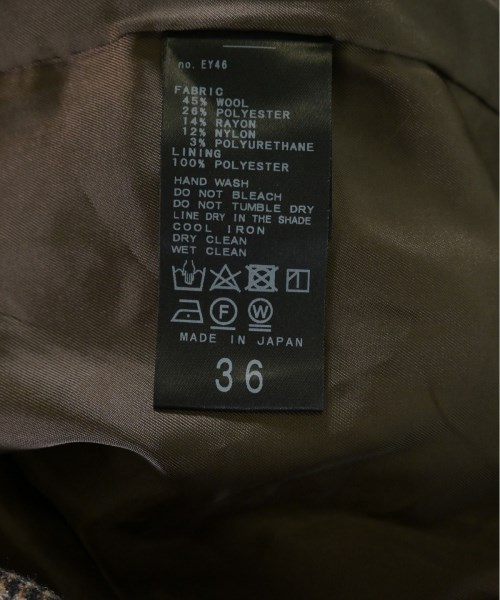 no. EY46
FABRIC
45% WOOL
26% POLYESTER
14% RAYON
12% NYLON
3% POLYURETHANE
LINING
100% POLYESTER
HAND WASH
DO NOT BLEACH
DO NOT TUMBLE DRY
LINE DRY IN THE SHADE
COOL IRON
DRY CLEAN
WET CLEAN
F W
MADE IN JAPAN
36